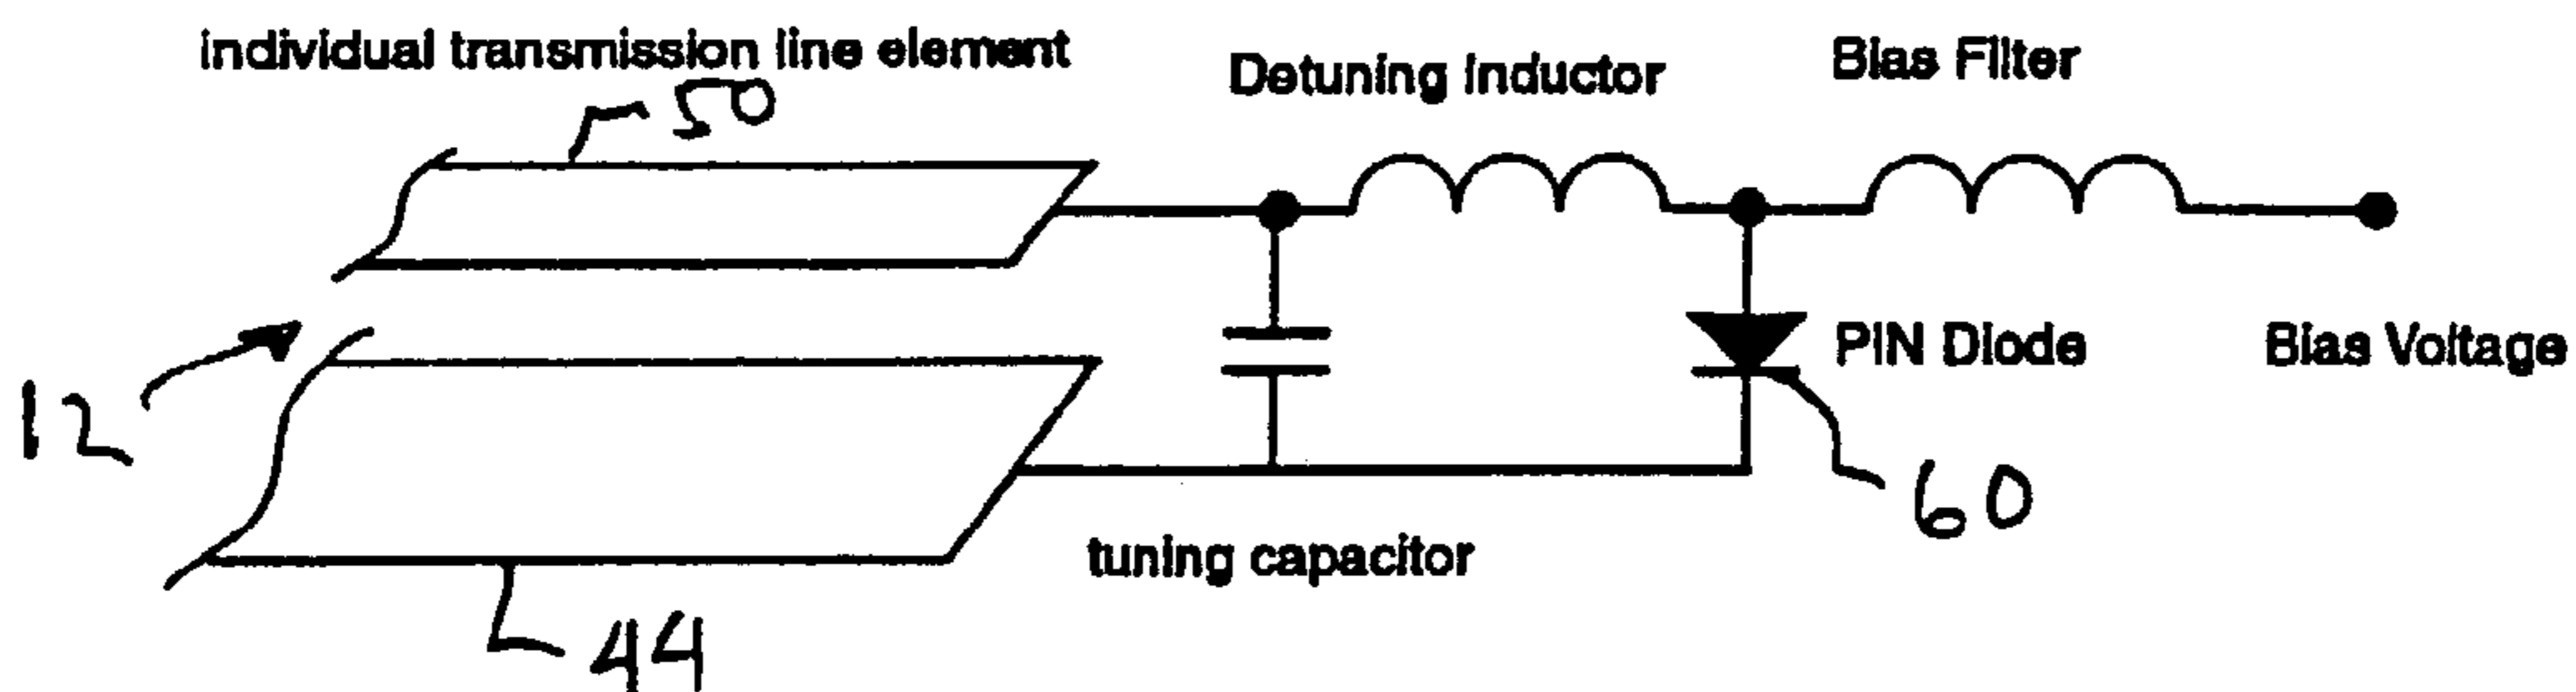 individual transmission line element
Detuning Inductor
Bias Filter
50
12
PIN Diode
Bias Voltage
60
tuning capacitor
44